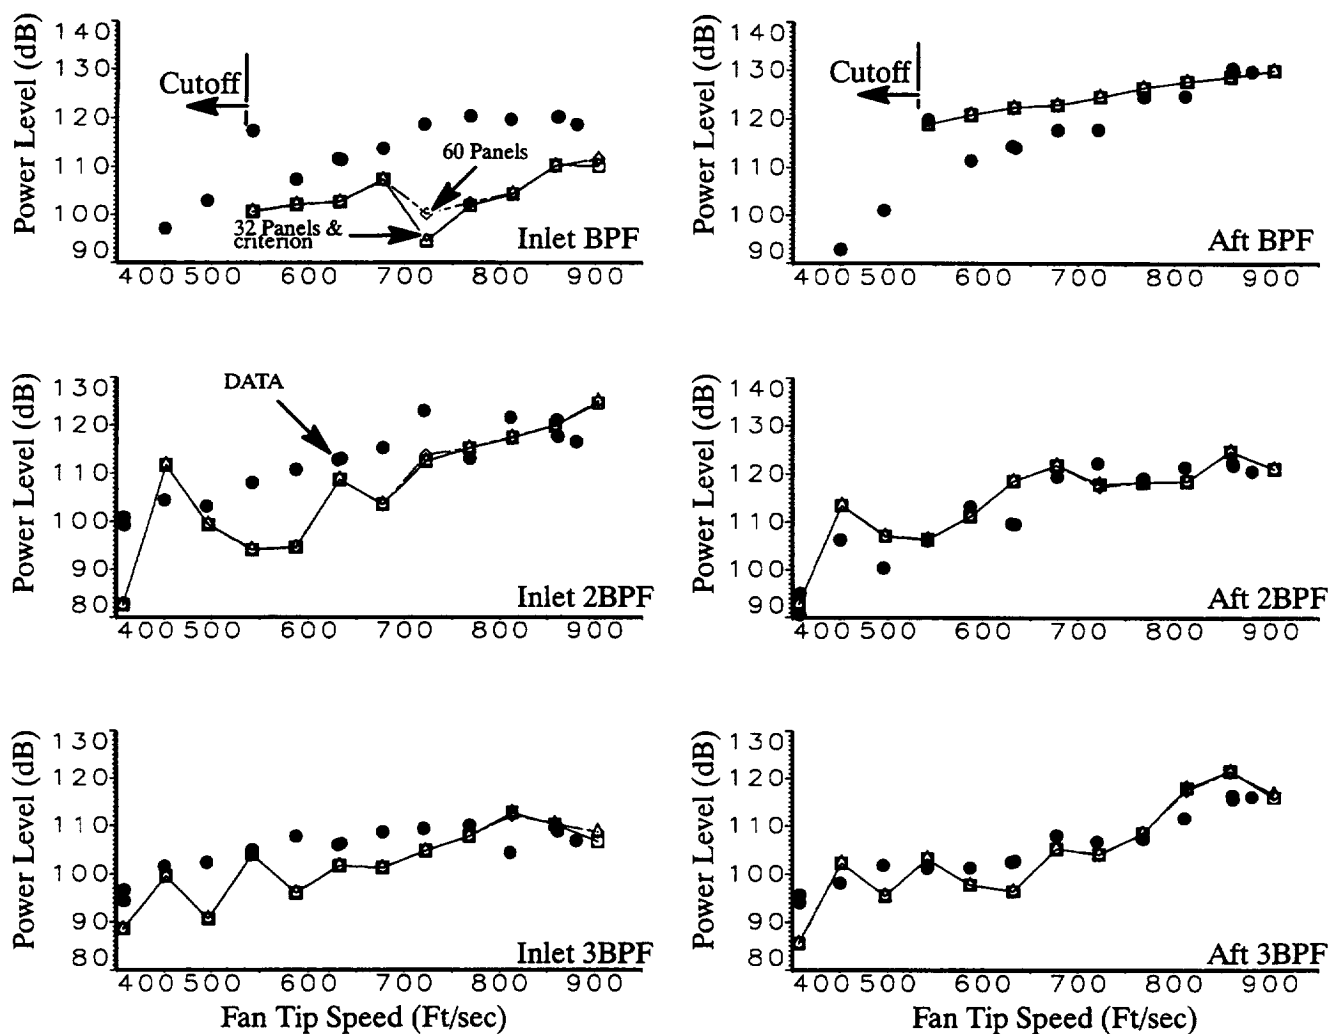 Power Level (dB)
140
130
120
110
100
90
Cutoff
60 Panels
32 Panels &
criterion
Inlet BPF
400 500 600 700 800 900
Power Level (dB)
140
130
120
110
100
90
Cutoff
Aft BPF
400 500 600 700 800 900
Power Level (dB)
130
120
110
100
90
80
DATA
Inlet 2BPF
400 500 600 700 800 900
Power Level (dB)
140
130
120
110
100
90
Aft 2BPF
400 500 600 700 800 900
Power Level (dB)
130
120
110
100
90
80
Inlet 3BPF
400 500 600 700 800 900
Fan Tip Speed (Ft/sec)
Power Level (dB)
130
120
110
100
90
80
Aft 3BPF
400 500 600 700 800 900
Fan Tip Speed (Ft/sec)